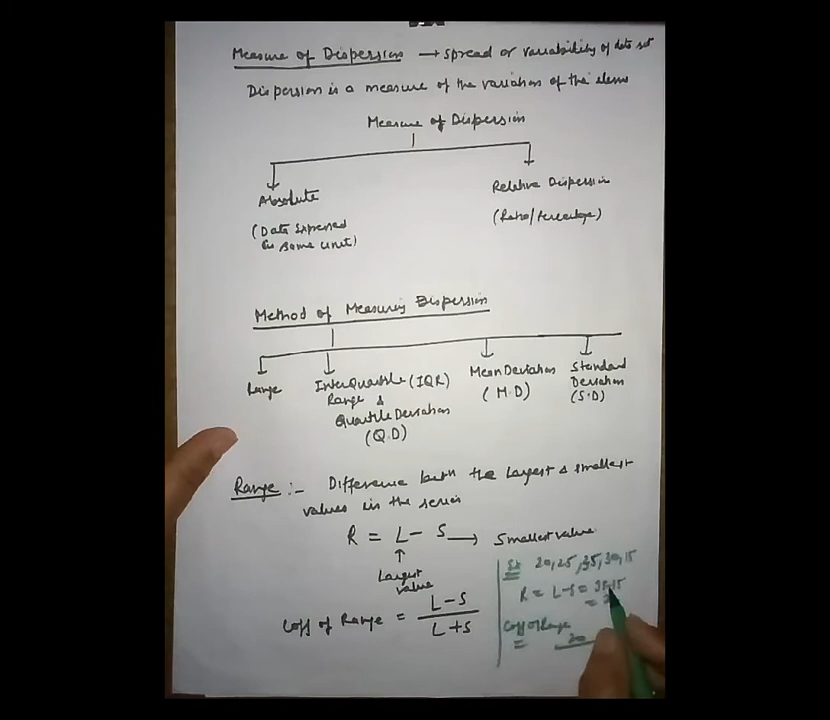 Measure of Dispersion → spread or variability of data set
Dispersion is a measure of the variation of the items
Measure of Dispersion
Absolute
Relative Dispersion
(Data Expressed
in same unit)
(Ratio/Percentage)
Method of Measuring Dispersion
Range
InterQuartile (IQR)
Range &
Quartile Deviation
(Q.D)
Mean Deviation
(M.D)
Standard
Deviation
(S.D)
Range :- Difference betn the largest & smallest
values in the series
R = L - S → Smallest value
↑
Largest
value
Coff of Range = L-S / L+S
Ex 20, 25, 35, 30, 15
R = L-S = 35-15
=
Coff of Range
= 20